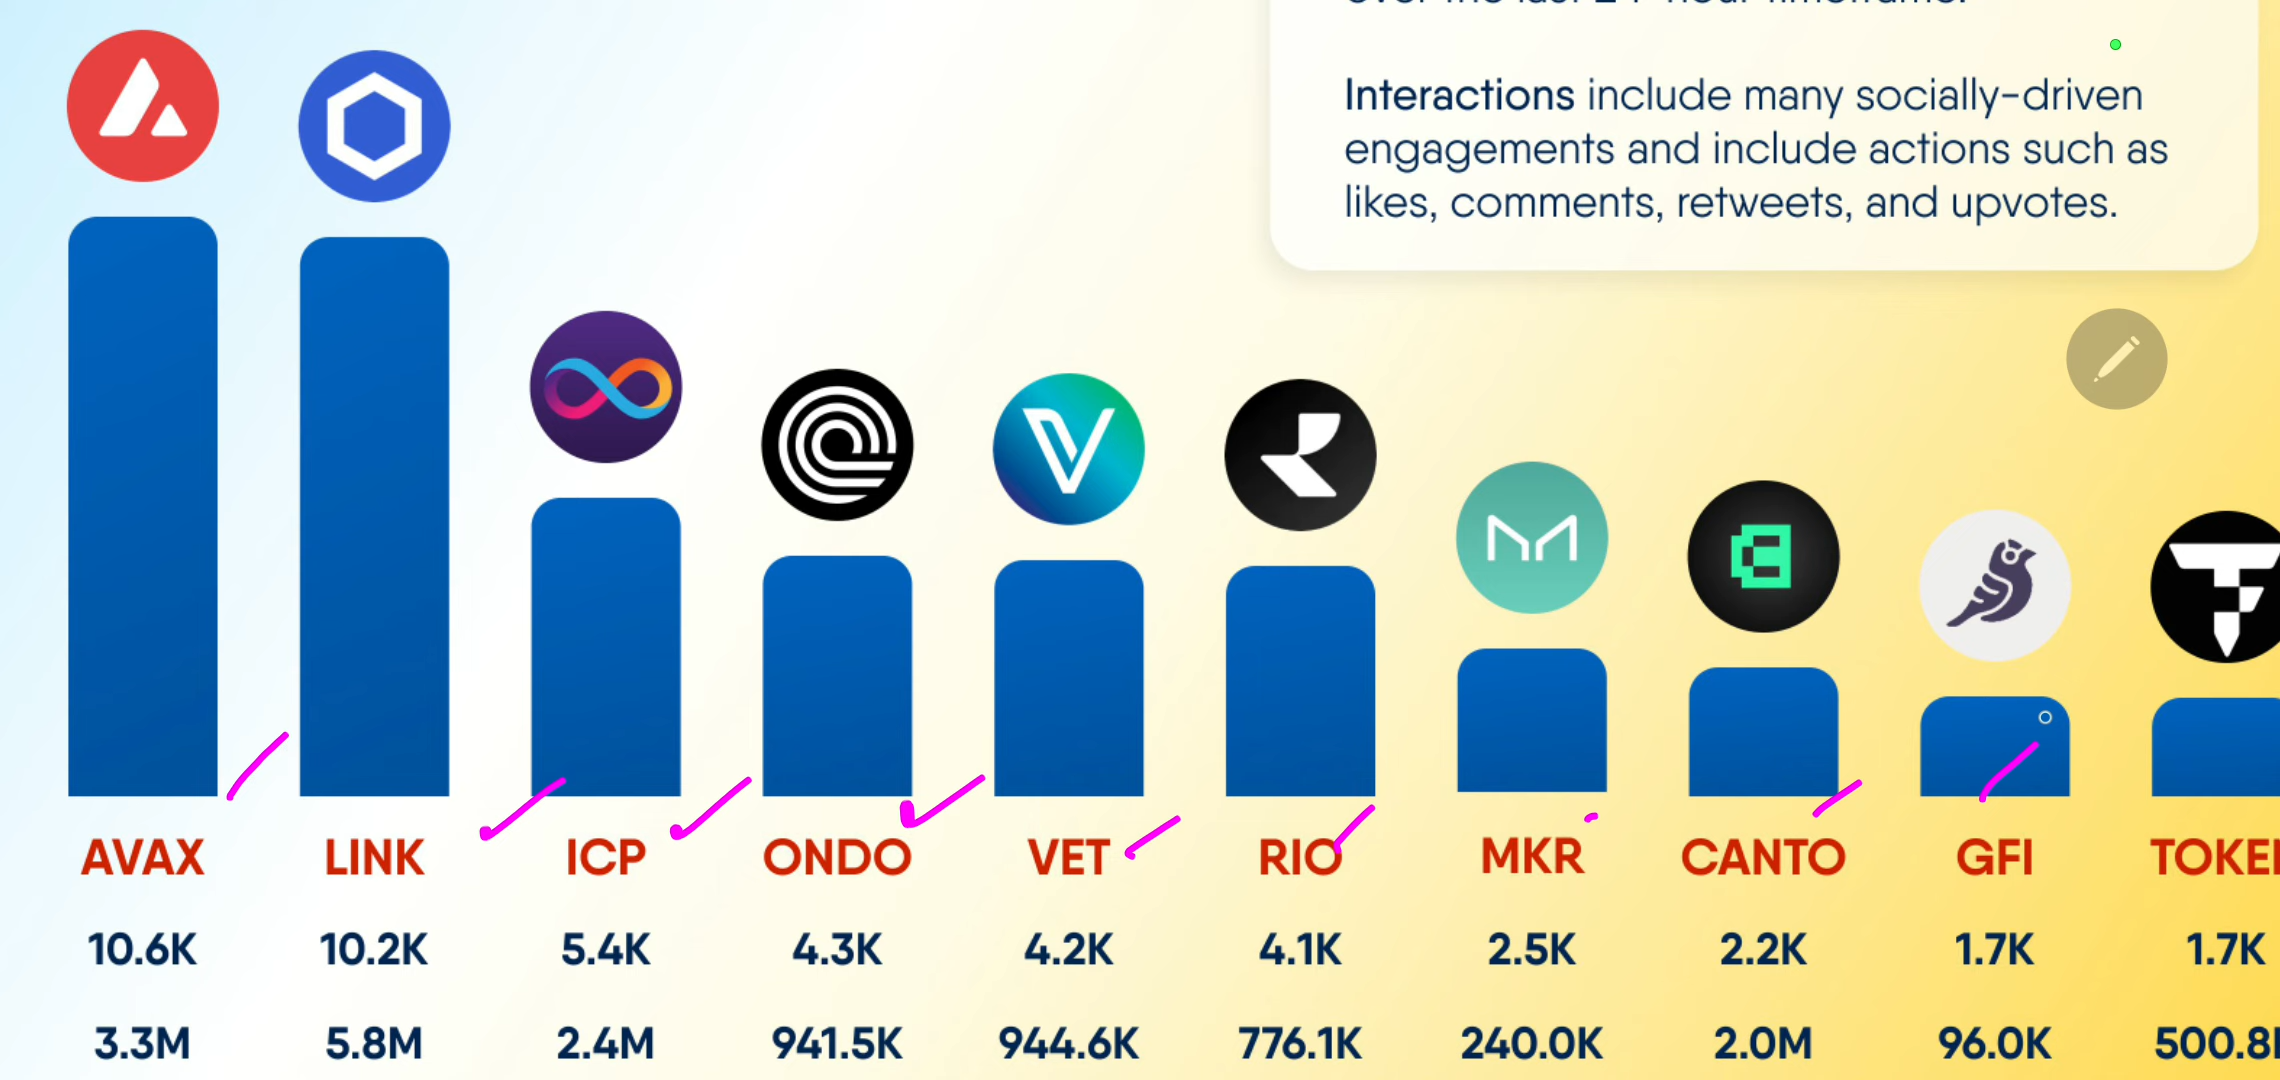 Interactions include many socially-driven
engagements and include actions such as
likes, comments, retweets, and upvotes.
AVAX LINK ICP ONDO VET RIO MKR CANTO GFI
10.6K 10.2K 5.4K 4.3K 4.2K 4.1K 2.5K 2.2K 1.7K 1.7K
3.3M 5.8M 2.4M 941.5K 944.6K 776.1K 240.0K 2.0M 96.0K